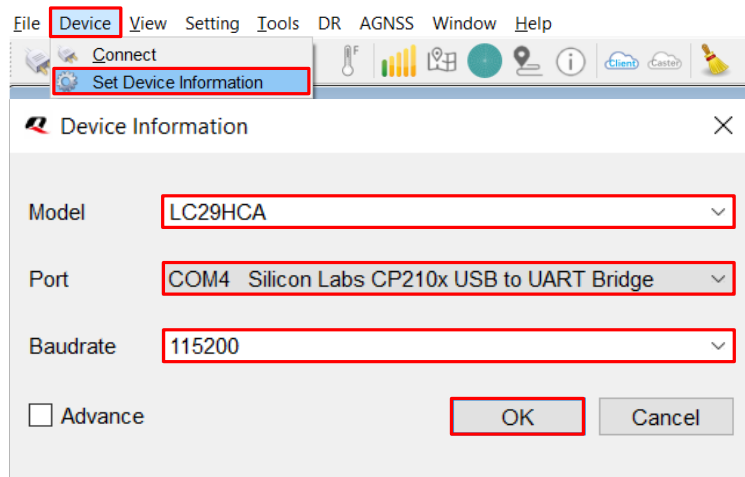 File Device View Setting Tools DR AGNSS Window Help
Connect
Set Device Information
°F
Client
Caster
Device Information
Model LC29HCA
Port COM4 Silicon Labs CP210x USB to UART Bridge
Baudrate 115200
Advance OK Cancel